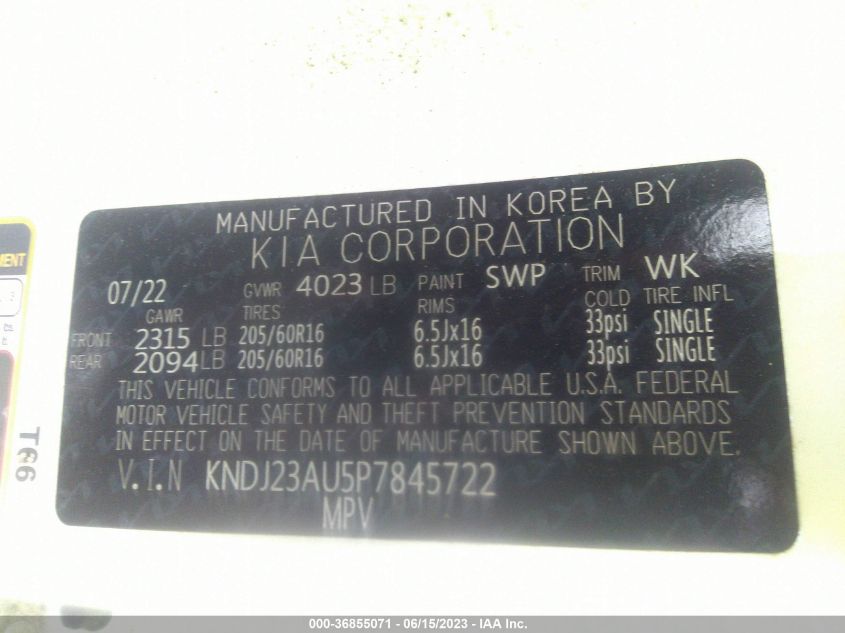 MANUFACTURED IN KOREA BY
KIA CORPORATION
07/22 GVWR 4023 LB PAINT SWP TRIM WK
GAWR TIRES RIMS COLD TIRE INFL
FRONT 2315 LB 205/60R16 6.5Jx16 33psi SINGLE
REAR 2094 LB 205/60R16 6.5Jx16 33psi SINGLE
THIS VEHICLE CONFORMS TO ALL APPLICABLE U.S.A. FEDERAL
MOTOR VEHICLE SAFETY AND THEFT PREVENTION STANDARDS
IN EFFECT ON THE DATE OF MANUFACTURE SHOWN ABOVE.
V.I.N KNDJ23AU5P7845722
MPV
T66
000-36855071 - 06/15/2023 - IAA Inc.